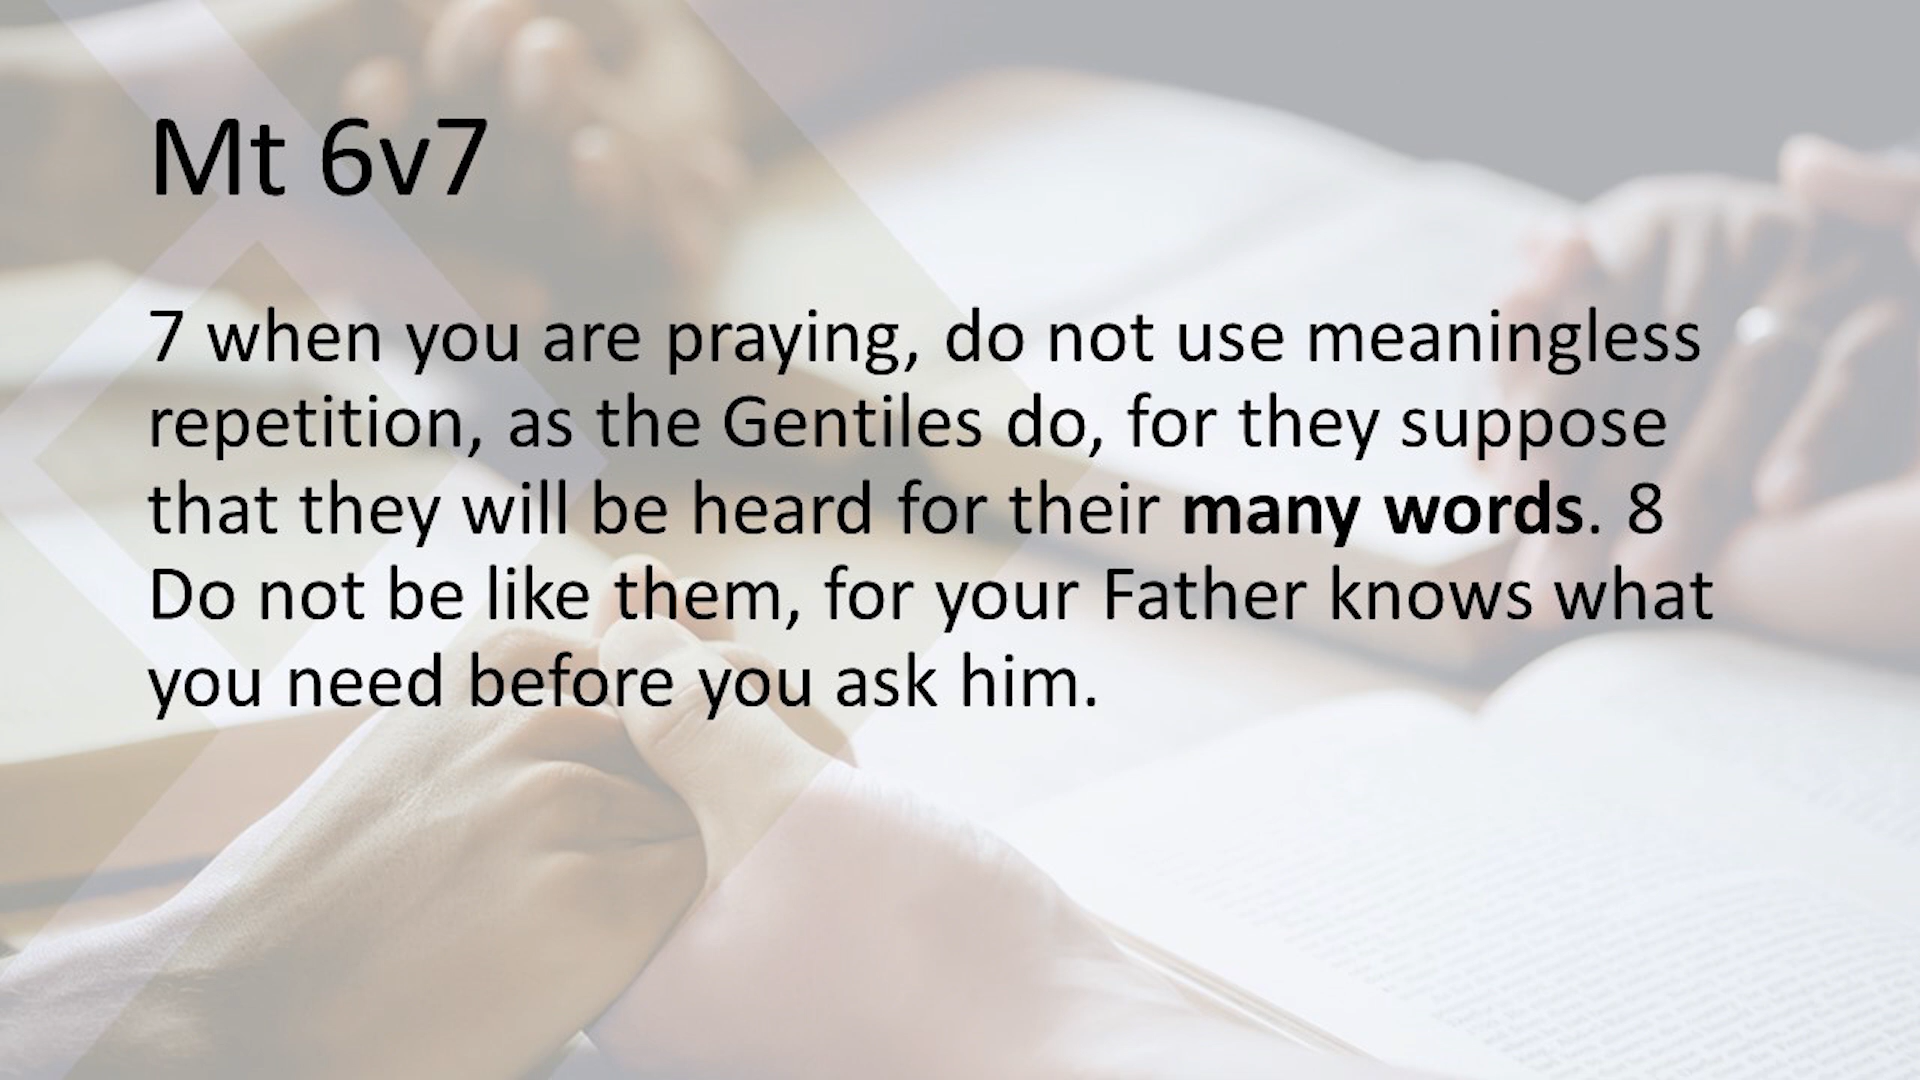 Mt 6v7
7 when you are praying, do not use meaningless
repetition, as the Gentiles do, for they suppose
that they will be heard for their many words. 8
Do not be like them, for your Father knows what
you need before you ask him.